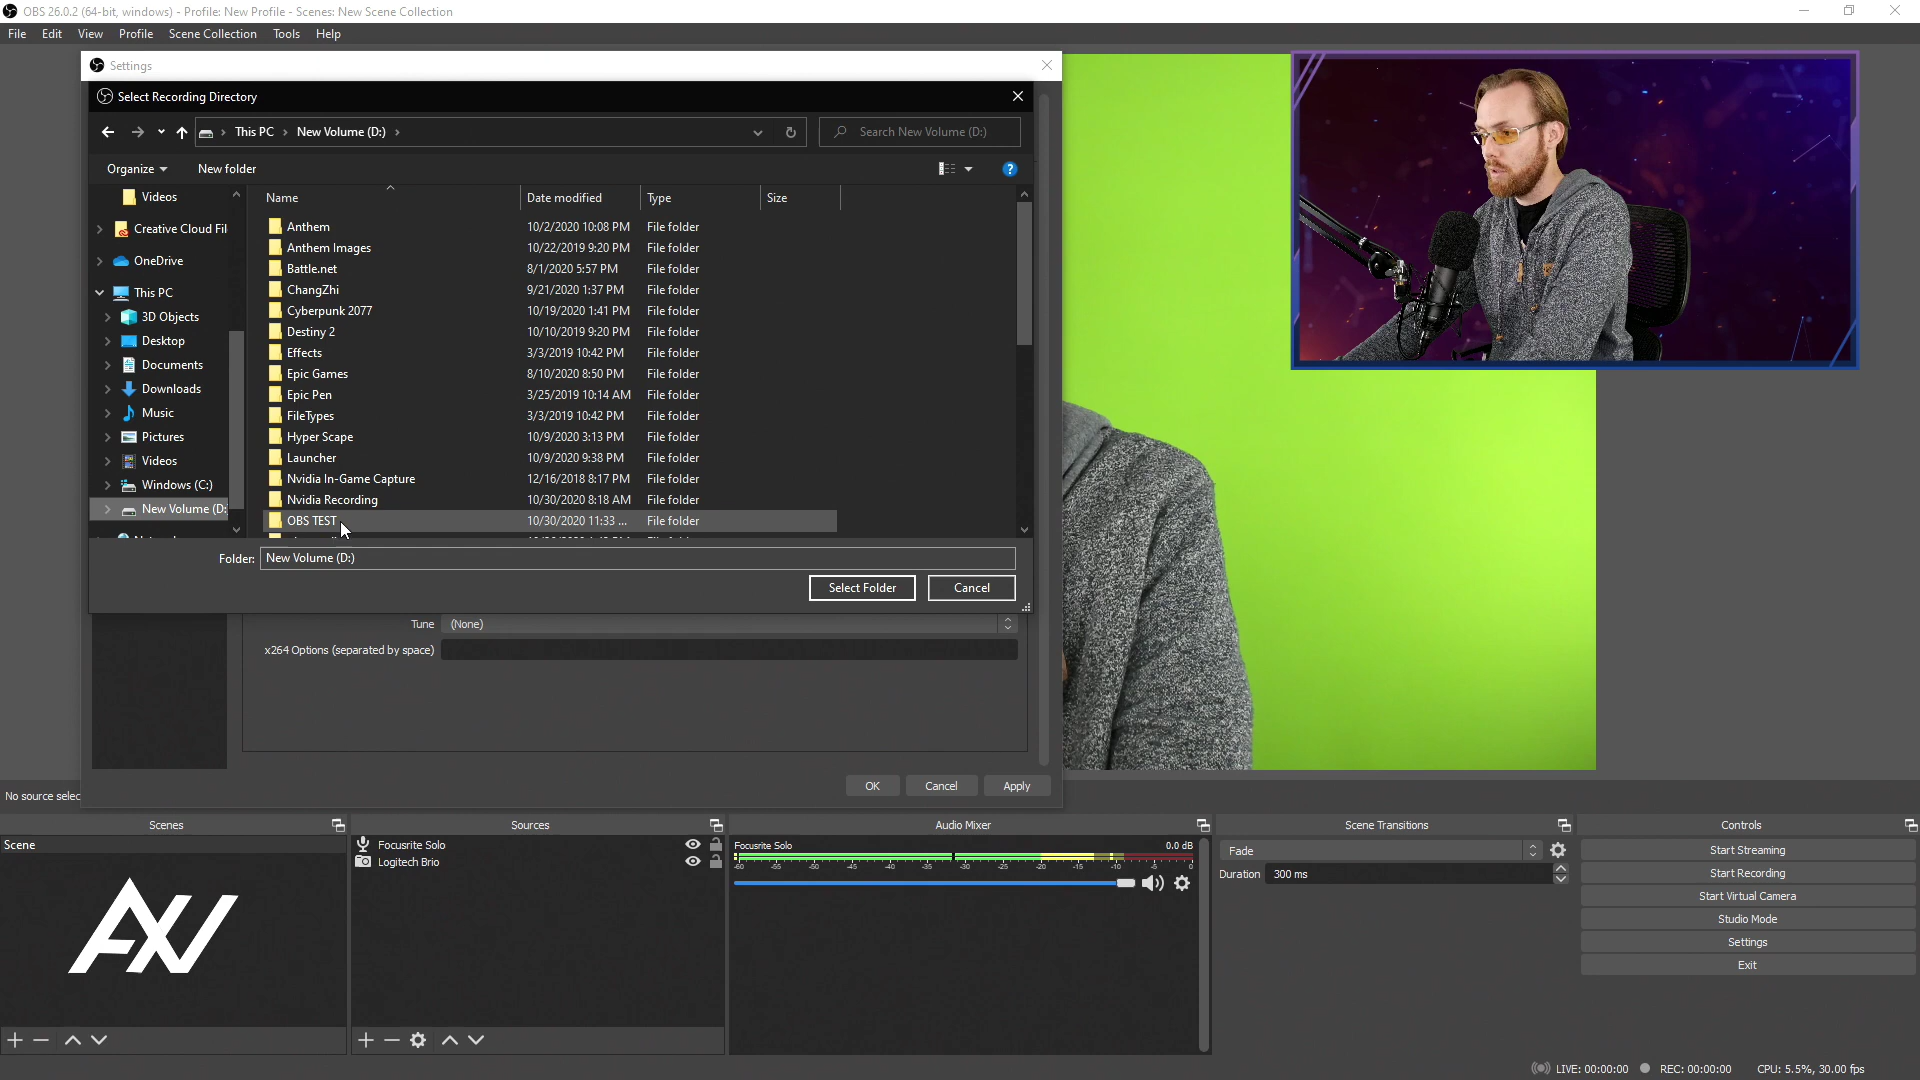 OBS 26.0.2 (64-bit, windows) - Profile: New Profile - Scenes: New Scene Collection
File Edit View Profile Scene Collection Tools Help
Settings
Select Recording Directory
This PC > New Volume (D:) >
Search New Volume (D:)
Organize
New folder
Name Date modified Type Size
Videos
Creative Cloud Fil
OneDrive
This PC
3D Objects
Desktop
Documents
Downloads
Music
Pictures
Videos
Windows (C:)
New Volume (D:
Anthem 10/2/2020 10:08 PM File folder
Anthem Images 10/22/2019 9:20 PM File folder
Battle.net 8/1/2020 5:57 PM File folder
ChangZhi 9/21/2020 1:37 PM File folder
Cyberpunk 2077 10/19/2020 1:41 PM File folder
Destiny 2 10/10/2019 9:20 PM File folder
Effects 3/3/2019 10:42 PM File folder
Epic Games 8/10/2020 8:50 PM File folder
Epic Pen 3/25/2019 10:14 AM File folder
FileTypes 3/3/2019 10:42 PM File folder
Hyper Scape 10/9/2020 3:13 PM File folder
Launcher 10/9/2020 9:38 PM File folder
Nvidia In-Game Capture 12/16/2018 8:17 PM File folder
Nvidia Recording 10/30/2020 8:18 AM File folder
OBS TEST 10/30/2020 11:33 ... File folder
Folder: New Volume (D:)
Select Folder Cancel
Tune (None)
x264 Options (separated by space)
OK Cancel Apply
No source selec
Scenes
Scene
Sources
Focusrite Solo
Logitech Brio
Audio Mixer
Focusrite Solo 0.0 dB
-60 -55 -50 -45 -40 -35 -30 -25 -20 -15 -10 -5 0
Scene Transitions
Fade
Duration 300 ms
Controls
Start Streaming
Start Recording
Start Virtual Camera
Studio Mode
Settings
Exit
LIVE: 00:00:00 REC: 00:00:00 CPU: 5.5%, 30.00 fps